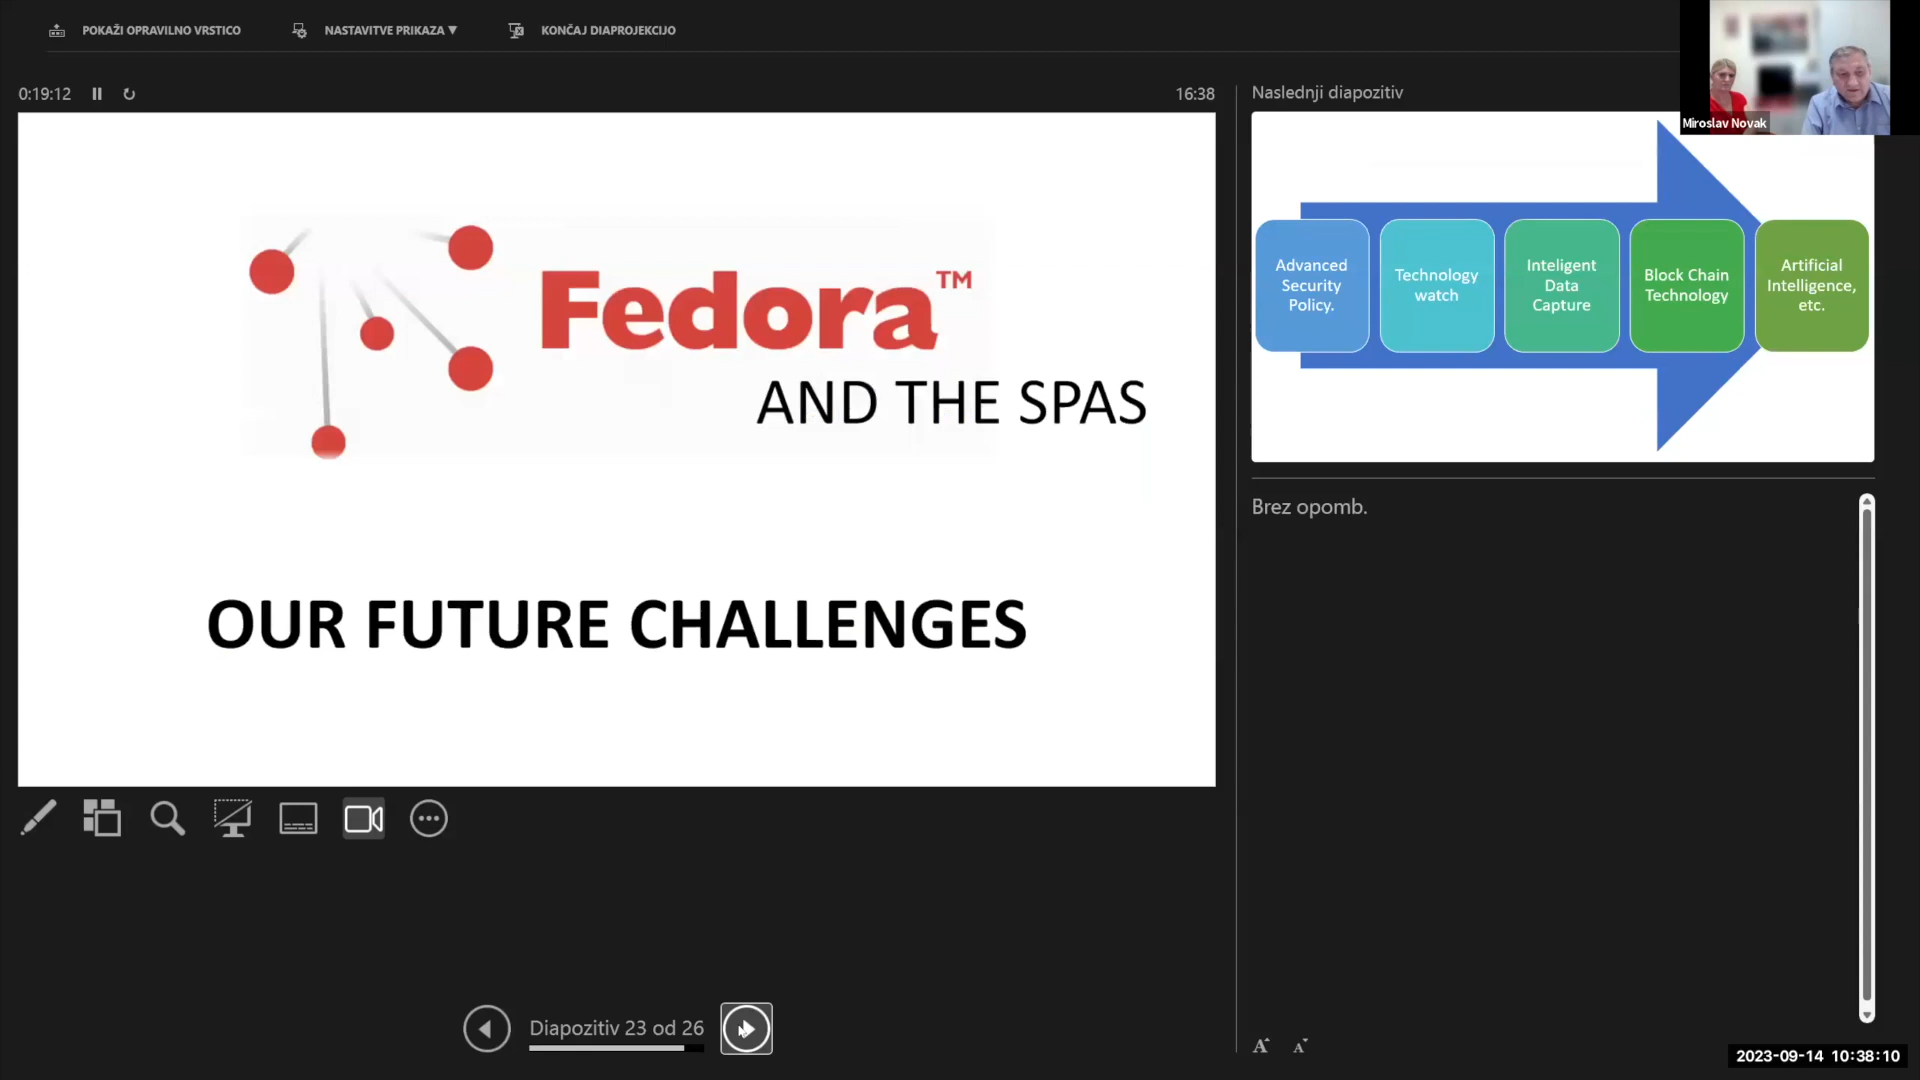 POKAŽI OPRAVILNO VRSTICO
NASTAVITVE PRIKAZA ▼
KONČAJ DIAPROJEKCIJO
0:19:12
16:38
Fedora™
AND THE SPAS
OUR FUTURE CHALLENGES
Diapozitiv 23 od 26
Naslednji diapozitiv
Miroslav Novak
Advanced
Security
Policy.
Technology
watch
Inteligent
Data
Capture
Block Chain
Technology
Artificial
Intelligence,
etc.
Brez opomb.
A A
2023-09-14 10:38:10